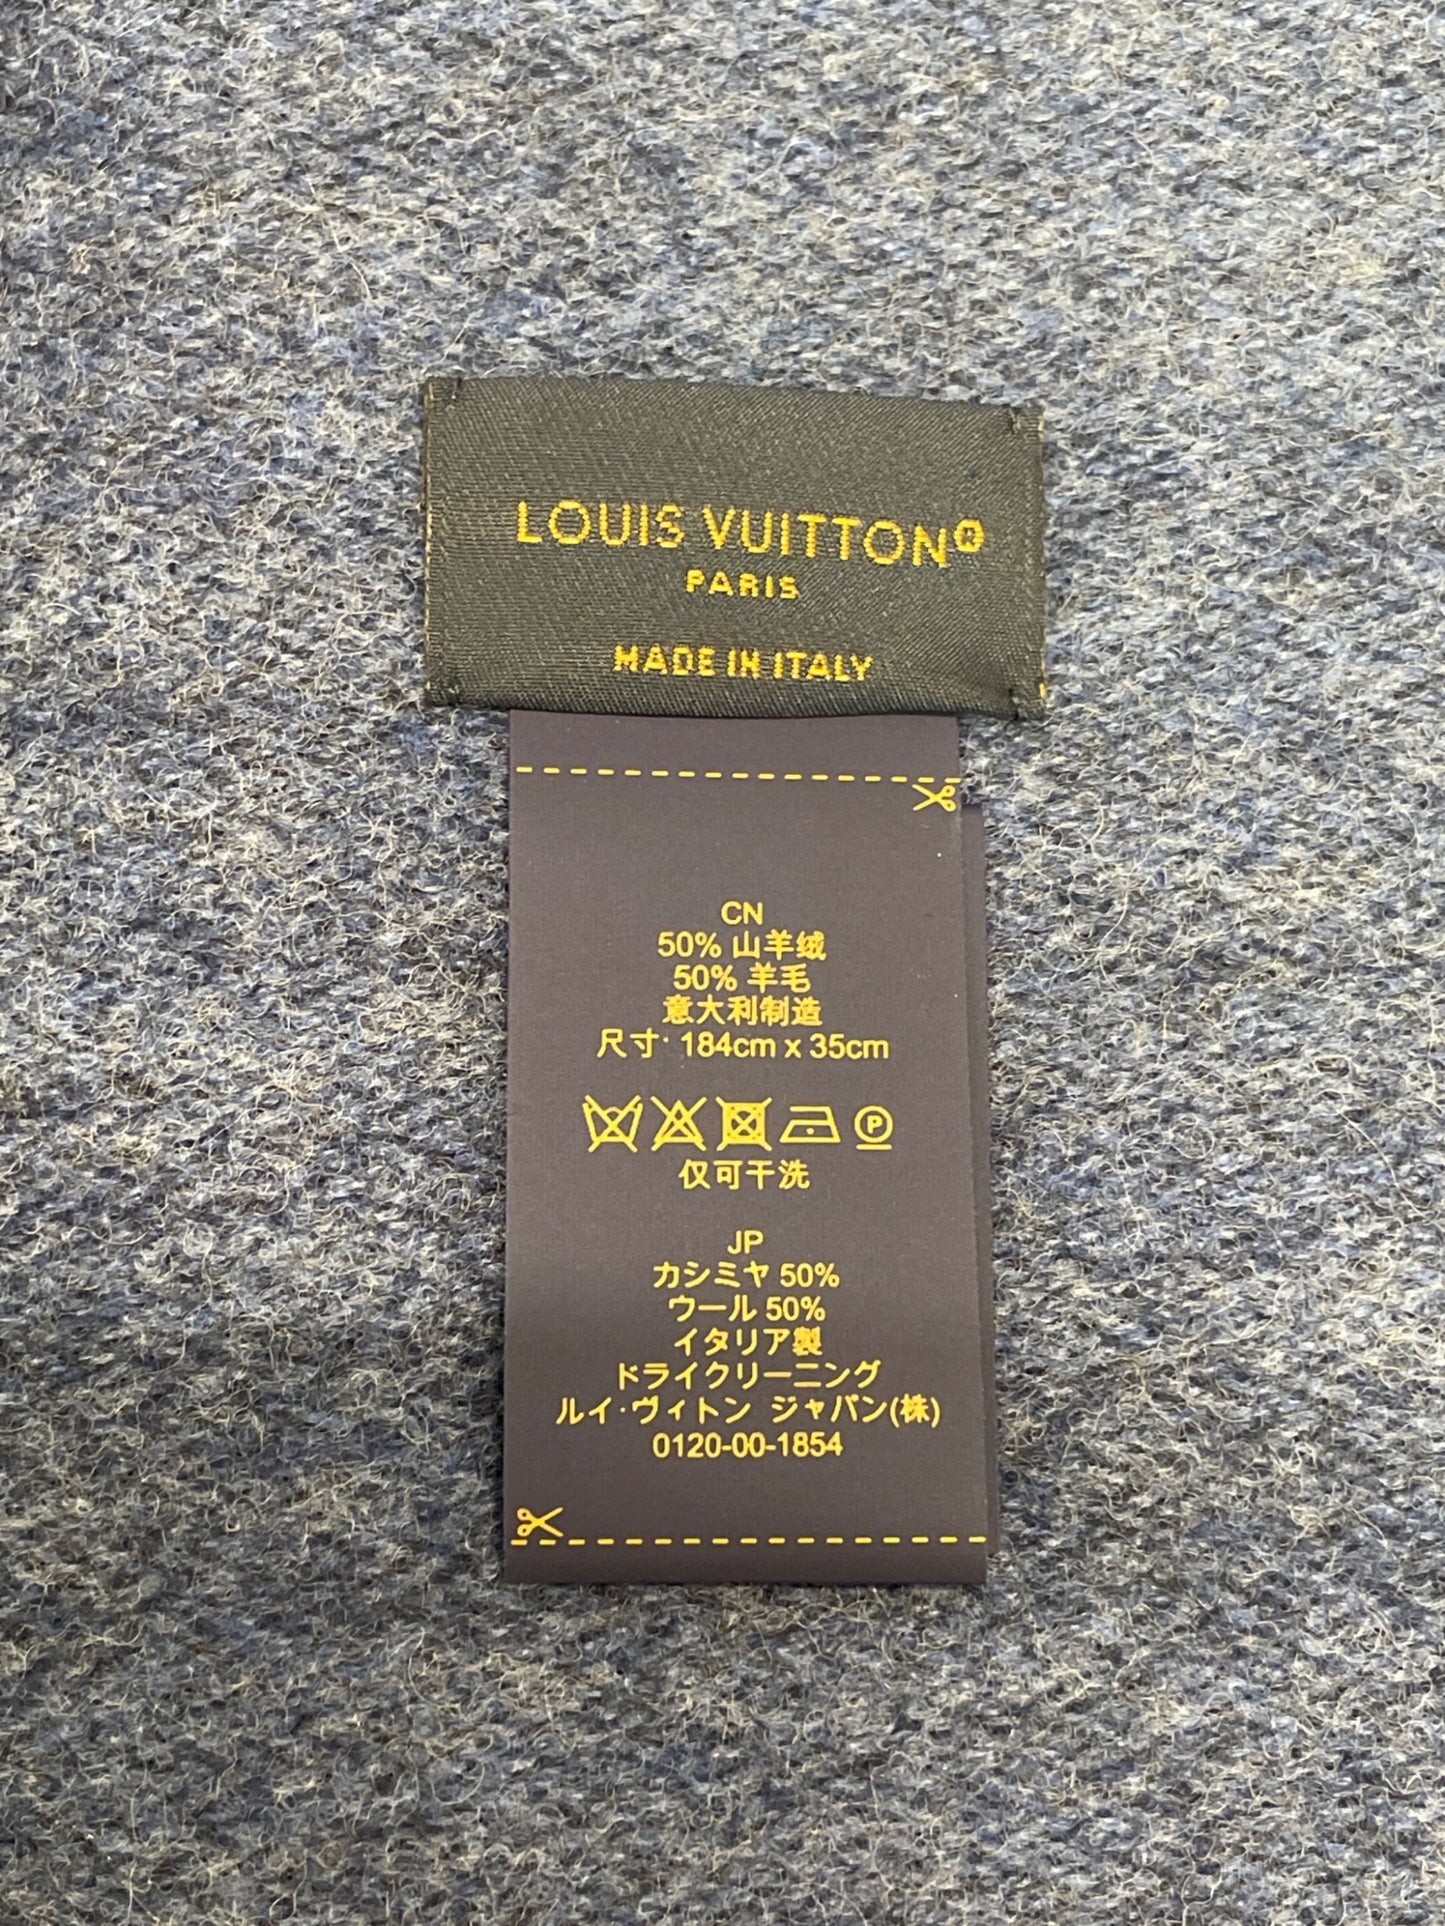 LOUIS VUITTON®
PARIS
MADE IN ITALY
CN
50% 山羊绒
50% 羊毛
意大利制造
尺寸: 184cm x 35cm
P
仅可干洗
JP
カシミヤ 50%
ウール 50%
イタリア製
ドライクリーニング
ルイ·ヴィトン ジャパン(株)
0120-00-1854